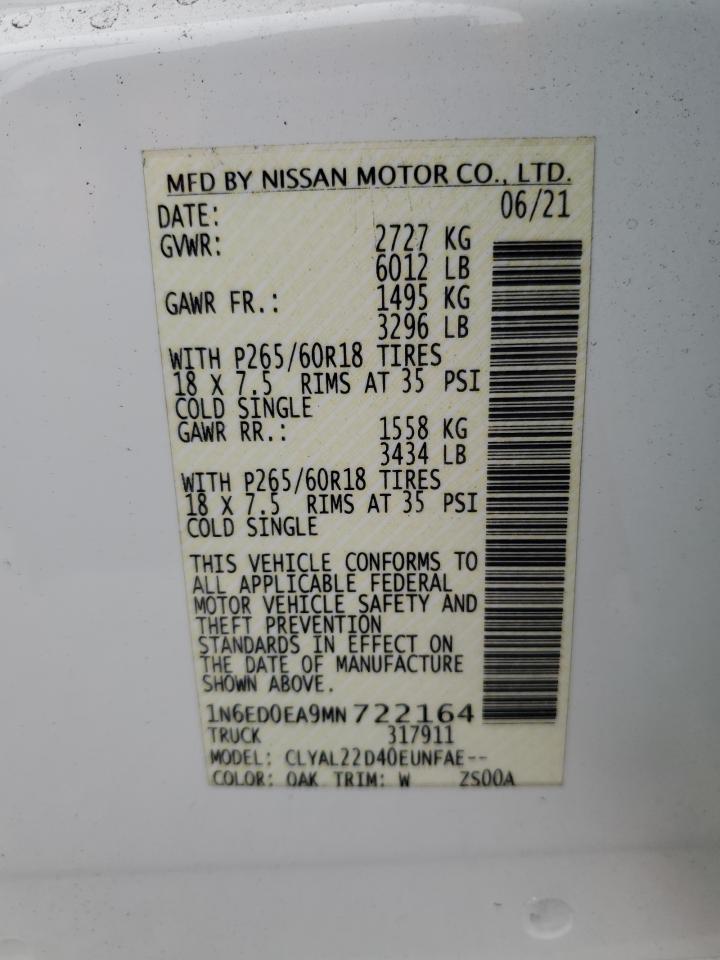 MFD BY NISSAN MOTOR CO., LTD.
DATE: 06/21
GVWR: 2727 KG
6012 LB
GAWR FR.: 1495 KG
3296 LB
WITH P265/60R18 TIRES
18 X 7.5 RIMS AT 35 PSI
COLD SINGLE
GAWR RR.: 1558 KG
3434 LB
WITH P265/60R18 TIRES
18 X 7.5 RIMS AT 35 PSI
COLD SINGLE
THIS VEHICLE CONFORMS TO
ALL APPLICABLE FEDERAL
MOTOR VEHICLE SAFETY AND
THEFT PREVENTION
STANDARDS IN EFFECT ON
THE DATE OF MANUFACTURE
SHOWN ABOVE.
1N6ED0EA9MN 722164
TRUCK 317911
MODEL: CLYAL22D40EUNFAE--
COLOR: QAK TRIM: W ZS00A